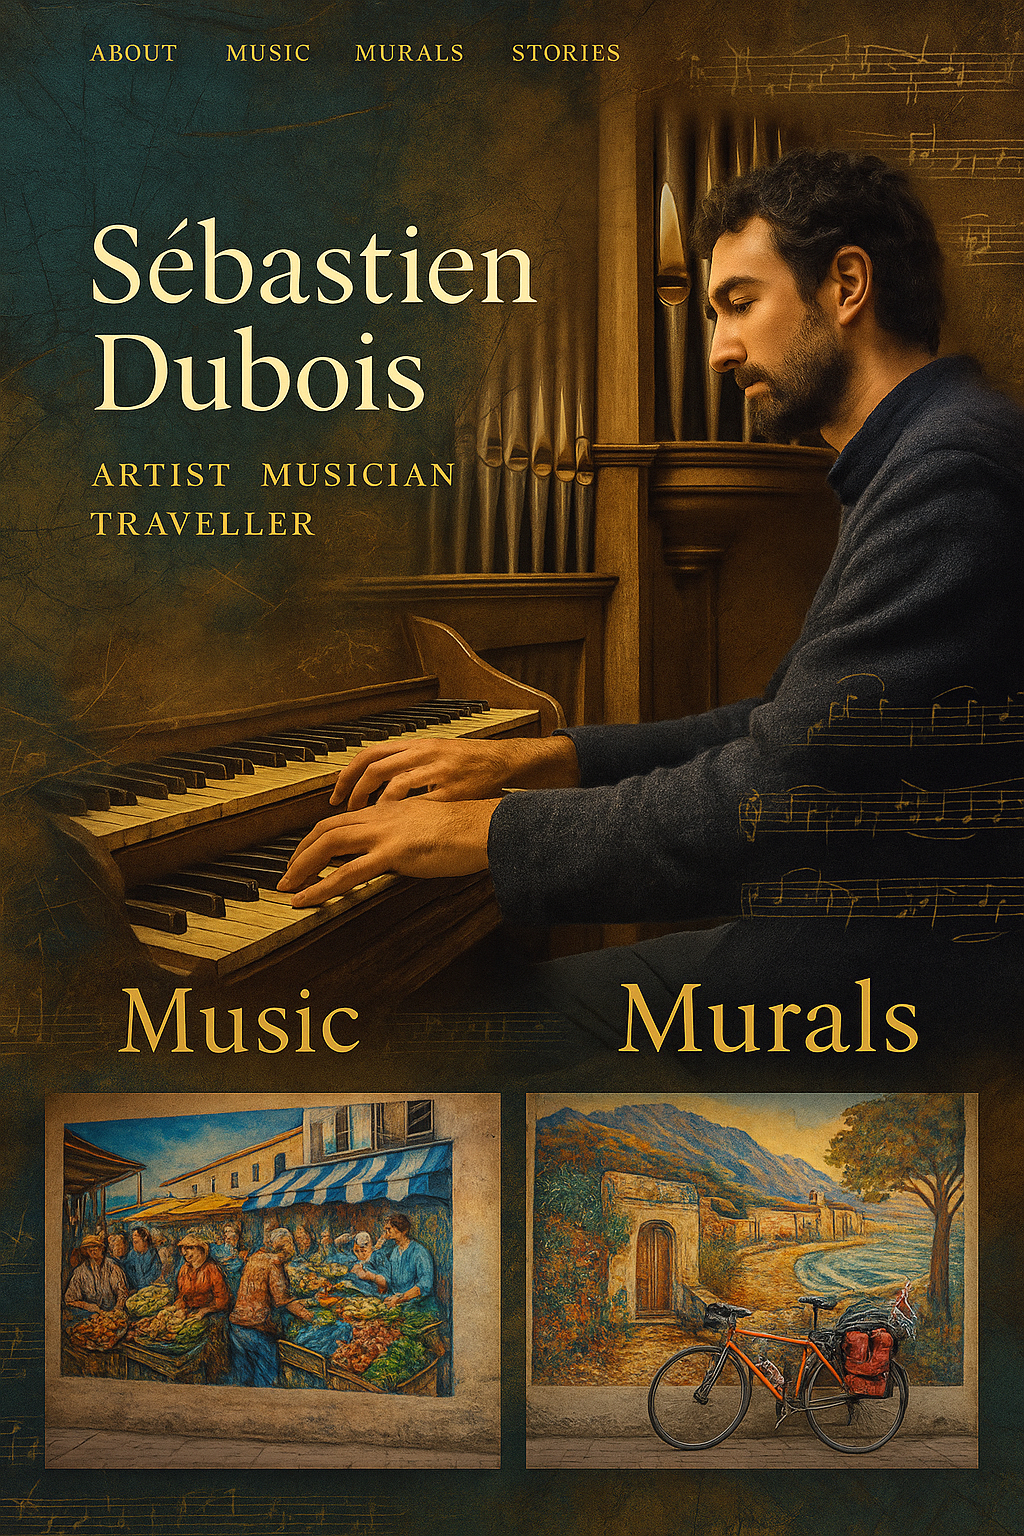 ABOUT MUSIC MURALS STORIES
Sébastien
Dubois
ARTIST MUSICIAN
TRAVELLER
Music Murals